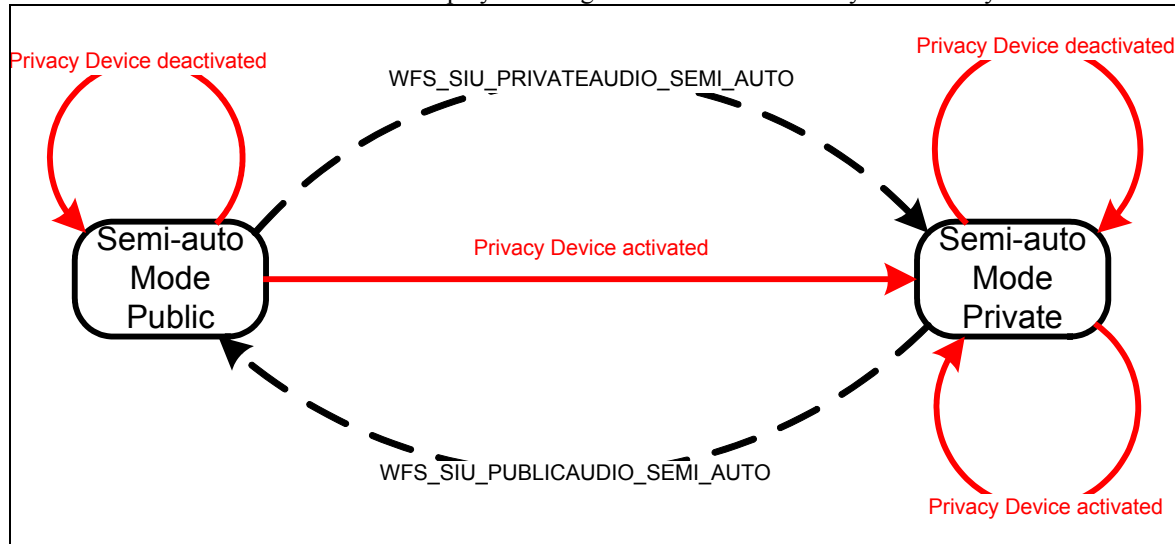 Privacy Device deactivated
Privacy Device deactivated
WFS_SIU_PRIVATEAUDIO_SEMI_AUTO
Semi-auto
Mode
Public
Privacy Device activated
Semi-auto
Mode
Private
WFS_SIU_PUBLICAUDIO_SEMI_AUTO
Privacy Device activated